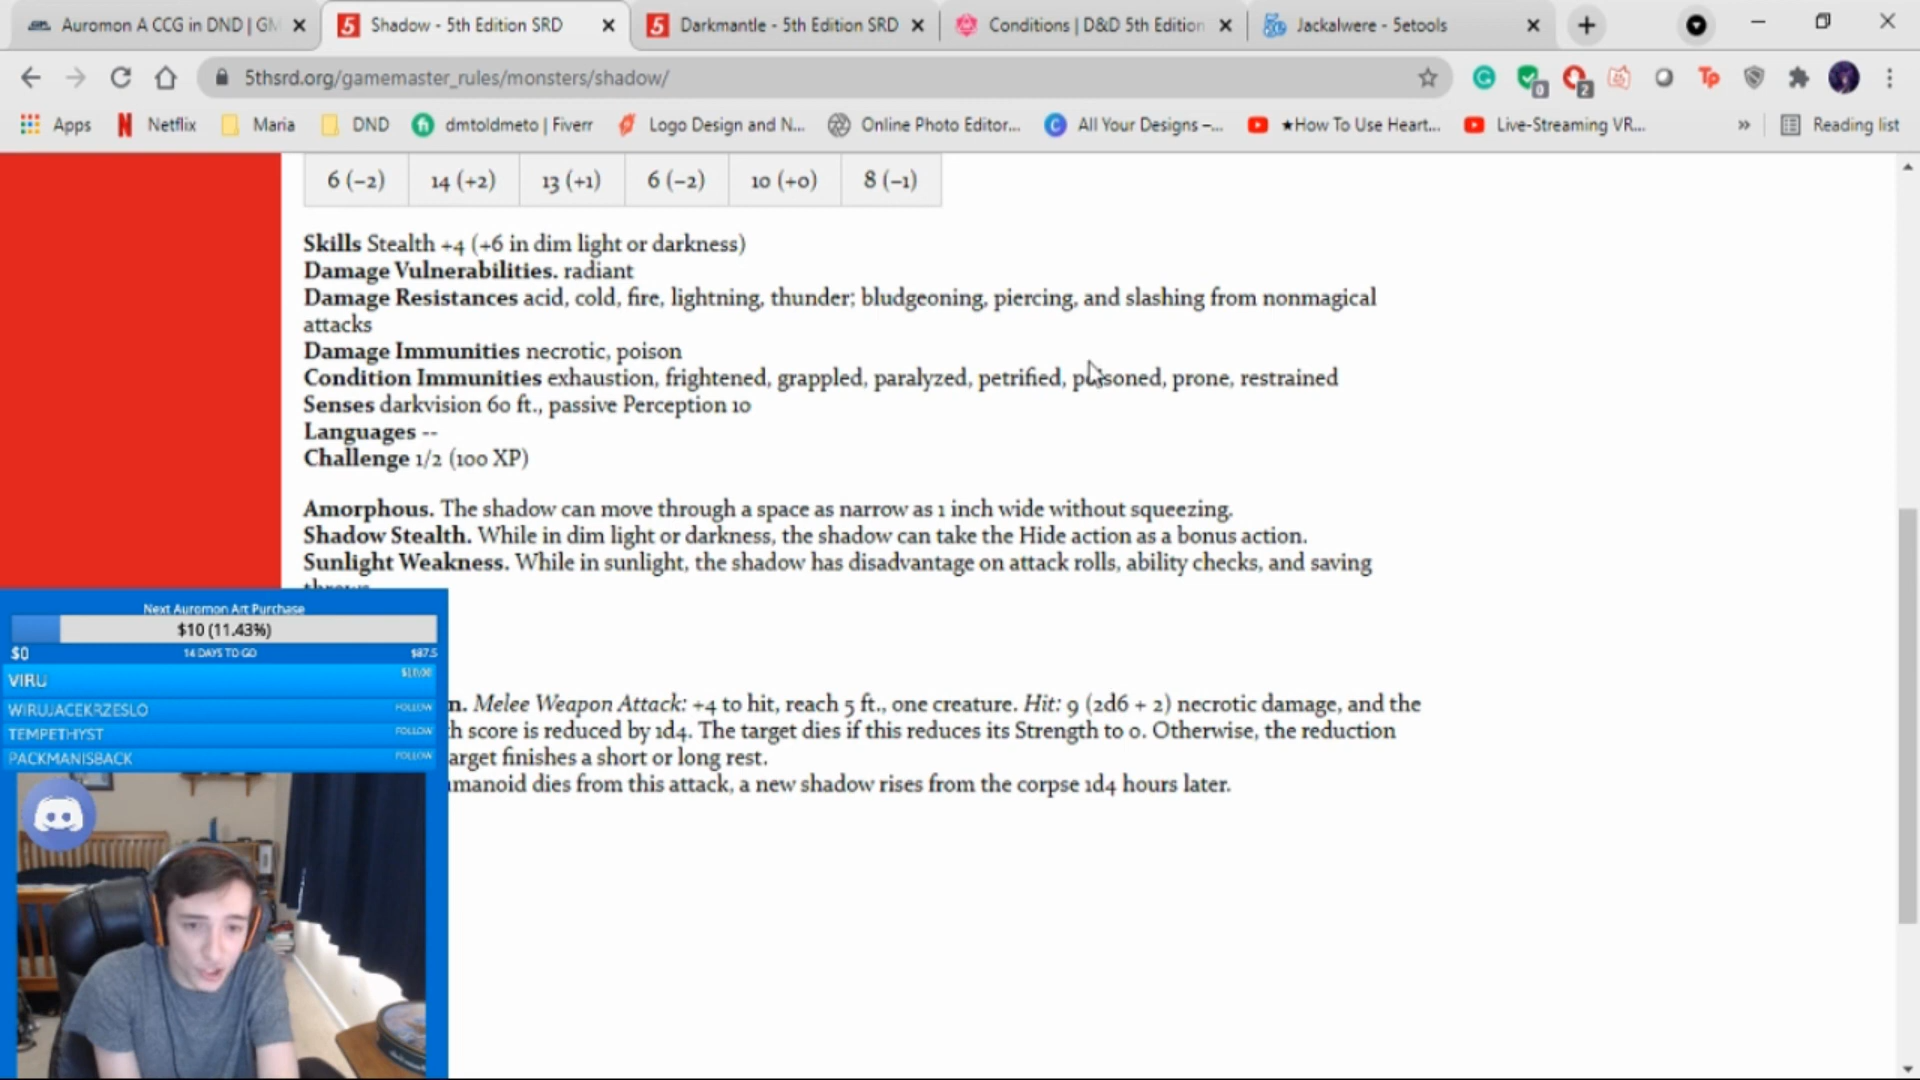 Auromon A CCG in DND | GM
Shadow - 5th Edition SRD
Darkmantle - 5th Edition SRD
Conditions | D&D 5th Edition
Jackalwere - 5etools
5thsrd.org/gamemaster_rules/monsters/shadow/
0
2
Tp
Apps
Netflix
Maria
DND
dmtoldmeto | Fiverr
Logo Design and N...
Online Photo Editor...
All Your Designs –...
★How To Use Heart...
Live-Streaming VR...
»
Reading list
6 (−2) 14 (+2) 13 (+1) 6 (−2) 10 (+0) 8 (−1)
Skills Stealth +4 (+6 in dim light or darkness)
Damage Vulnerabilities. radiant
Damage Resistances acid, cold, fire, lightning, thunder; bludgeoning, piercing, and slashing from nonmagical
attacks
Damage Immunities necrotic, poison
Condition Immunities exhaustion, frightened, grappled, paralyzed, petrified, poisoned, prone, restrained
Senses darkvision 60 ft., passive Perception 10
Languages --
Challenge 1/2 (100 XP)
Amorphous. The shadow can move through a space as narrow as 1 inch wide without squeezing.
Shadow Stealth. While in dim light or darkness, the shadow can take the Hide action as a bonus action.
Sunlight Weakness. While in sunlight, the shadow has disadvantage on attack rolls, ability checks, and saving
n. Melee Weapon Attack: +4 to hit, reach 5 ft., one creature. Hit: 9 (2d6 + 2) necrotic damage, and the
h score is reduced by 1d4. The target dies if this reduces its Strength to 0. Otherwise, the reduction
arget finishes a short or long rest.
manoid dies from this attack, a new shadow rises from the corpse 1d4 hours later.
Next Auromon Art Purchase
$10 (11.43%)
$0 14 DAYS TO GO $87.5
VIRU $10.00
WIRUJACEKRZESLO FOLLOW
TEMPETHYST FOLLOW
PACKMANISBACK FOLLOW